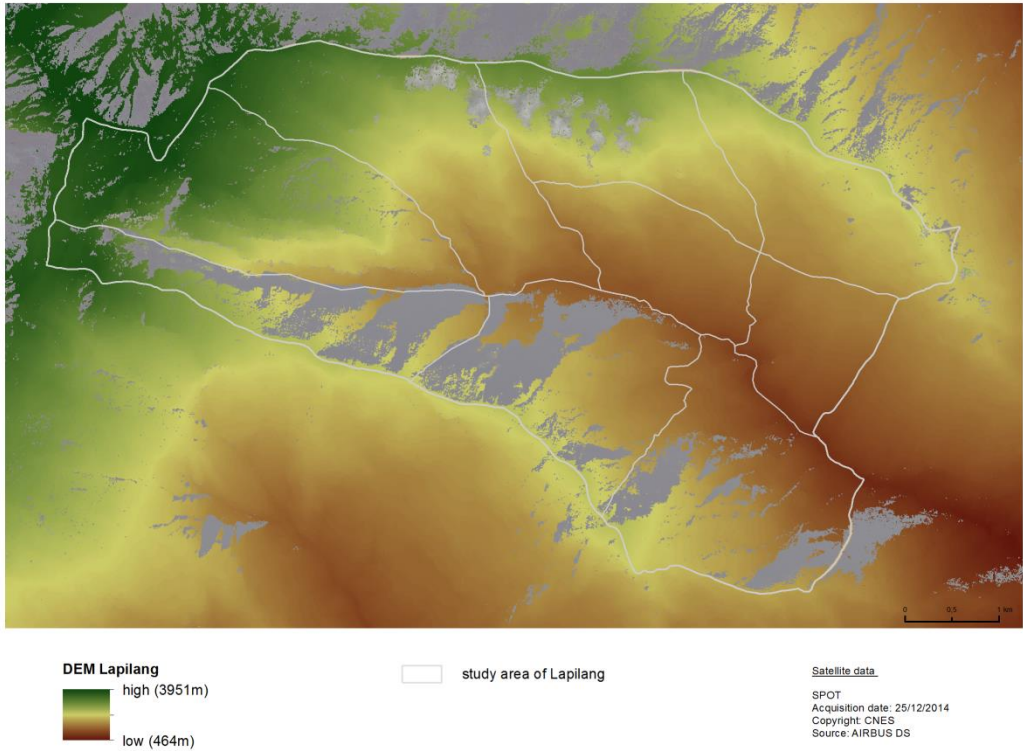 0 0.5 1 km
DEM Lapilang
high (3951m)
low (464m)
study area of Lapilang
Satellite data
SPOT
Acquisition date: 25/12/2014
Copyright: CNES
Source: AIRBUS DS